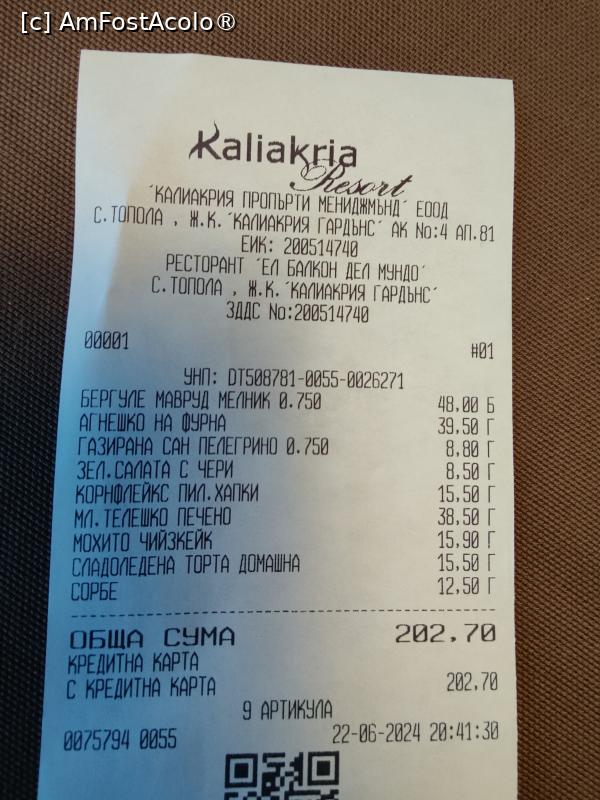 [c] AmFostAcolo®
Kaliakria
Resort
´КАЛИАКРИЯ ПРОПЪРТИ МЕНИДЖМЪНД´ ЕООД
С.ТОПОЛА , Ж.К.´КАЛИАКРИЯ ГАРДЪНС´ АК No:4 АП.81
ЕИК: 200514740
РЕСТОРАНТ ´ЕЛ БАЛКОН ДЕЛ МУНДО´
С.ТОПОЛА , Ж.К.´КАЛИАКРИЯ ГАРДЪНС´
ЗДДС No:200514740
00001 #01
УНП: DT508781-0055-0026271
БЕРГУЛЕ МАВРУД МЕЛНИК 0.750 48,00 Б
АГНЕШКО НА ФУРНА 39,50 Г
ГАЗИРАНА САН ПЕЛЕГРИНО 0.750 8,80 Г
ЗЕЛ.САЛАТА С ЧЕРИ 8,50 Г
КОРНФЛЕЙКС ПИЛ.ХАПКИ 15,50 Г
МЛ.ТЕЛЕШКО ПЕЧЕНО 38,50 Г
МОХИТО ЧИЙЗКЕЙК 15,90 Г
СЛАДОЛЕДЕНА ТОРТА ДОМАШНА 15,50 Г
СОРБЕ 12,50 Г
ОБЩА СУМА 202,70
КРЕДИТНА КАРТА
С КРЕДИТНА КАРТА 202,70
9 АРТИКУЛА
0075794 0055 22-06-2024 20:41:30